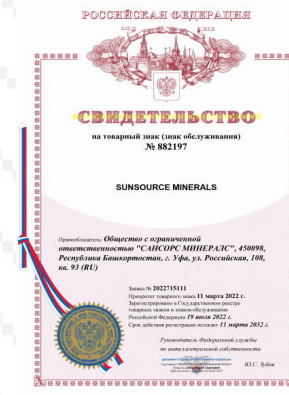 РОССИЙСКАЯ ФЕДЕРАЦИЯ
СВИДЕТЕЛЬСТВО
на товарный знак (знак обслуживания)
№ 882197
SUNSOURCE MINERALS
Правообладатель: Общество с ограниченной
ответственностью "САНСОРС МИНЕРАЛС", 450098,
Республика Башкортостан, г. Уфа, ул. Российская, 108,
кв. 93 (RU)
Заявка № 2022715111
Приоритет товарного знака 11 марта 2022 г.
Зарегистрировано в Государственном реестре
товарных знаков и знаков обслуживания
Российской Федерации 19 июля 2022 г.
Срок действия регистрации истекает 11 марта 2032 г.
Руководитель Федеральной службы
по интеллектуальной собственности
Ю.С. Зубов